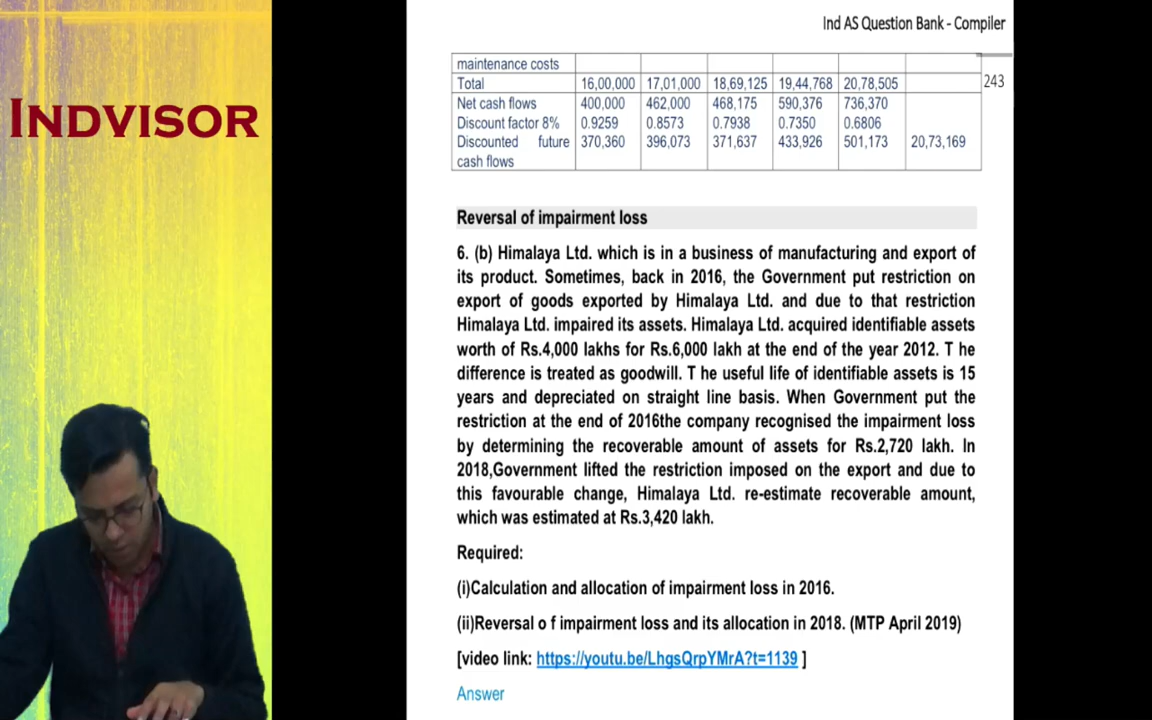 INDVISOR
Ind AS Question Bank - Compiler
243
maintenance costs
Total 16,00,000 17,01,000 18,69,125 19,44,768 20,78,505
Net cash flows 400,000 462,000 468,175 590,376 736,370
Discount factor 8% 0.9259 0.8573 0.7938 0.7350 0.6806
Discounted future 370,360 396,073 371,637 433,926 501,173 20,73,169
cash flows
Reversal of impairment loss
6. (b) Himalaya Ltd. which is in a business of manufacturing and export of
its product. Sometimes, back in 2016, the Government put restriction on
export of goods exported by Himalaya Ltd. and due to that restriction
Himalaya Ltd. impaired its assets. Himalaya Ltd. acquired identifiable assets
worth of Rs.4,000 lakhs for Rs.6,000 lakh at the end of the year 2012. T he
difference is treated as goodwill. T he useful life of identifiable assets is 15
years and depreciated on straight line basis. When Government put the
restriction at the end of 2016the company recognised the impairment loss
by determining the recoverable amount of assets for Rs.2,720 lakh. In
2018,Government lifted the restriction imposed on the export and due to
this favourable change, Himalaya Ltd. re-estimate recoverable amount,
which was estimated at Rs.3,420 lakh.
Required:
(i)Calculation and allocation of impairment loss in 2016.
(ii)Reversal o f impairment loss and its allocation in 2018. (MTP April 2019)
[video link: https://youtu.be/LhgsQrpYMrA?t=1139 ]
Answer